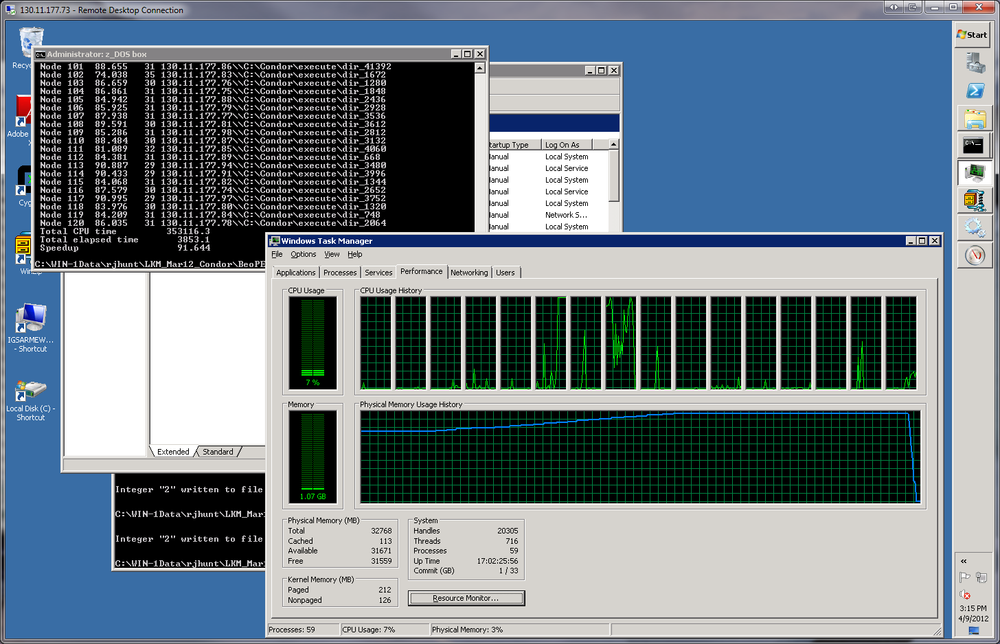 130.11.177.73 - Remote Desktop Connection
Start
Administrator: z_DOS box
Node 101 88.655 31 130.11.177.86\\C:\Condor\execute\dir_41392
Node 102 74.038 35 130.11.177.83\\C:\Condor\execute\dir_1672
Node 103 86.659 30 130.11.177.76\\C:\Condor\execute\dir_1280
Node 104 86.861 31 130.11.177.75\\C:\Condor\execute\dir_1848
Node 105 84.942 31 130.11.177.88\\C:\Condor\execute\dir_2436
Node 106 85.925 31 130.11.177.79\\C:\Condor\execute\dir_2928
Node 107 87.938 31 130.11.177.77\\C:\Condor\execute\dir_3536
Node 108 89.591 30 130.11.177.81\\C:\Condor\execute\dir_3612
Node 109 85.286 31 130.11.177.98\\C:\Condor\execute\dir_2812
Node 110 88.484 30 130.11.177.87\\C:\Condor\execute\dir_3132
Node 111 81.089 32 130.11.177.85\\C:\Condor\execute\dir_4060
Node 112 84.381 31 130.11.177.89\\C:\Condor\execute\dir_668
Node 113 90.887 29 130.11.177.94\\C:\Condor\execute\dir_3480
Node 114 90.433 29 130.11.177.91\\C:\Condor\execute\dir_3996
Node 115 84.068 31 130.11.177.82\\C:\Condor\execute\dir_1344
Node 116 87.579 30 130.11.177.74\\C:\Condor\execute\dir_2652
Node 117 90.995 29 130.11.177.97\\C:\Condor\execute\dir_3752
Node 118 83.976 30 130.11.177.80\\C:\Condor\execute\dir_1320
Node 119 84.209 31 130.11.177.84\\C:\Condor\execute\dir_748
Node 120 86.035 31 130.11.177.78\\C:\Condor\execute\dir_2064
Total CPU time 353116.3
Total elapsed time 3853.1
Speedup 91.644
C:\WIN-1Data\rjhunt\LKM_Mar12_Condor\BeoPE
Recyc
Adobe
Cyg
WinZip
IGSARMEW...
- Shortcut
Local Disk (C) -
Shortcut
tartup Type Log On As
lanual Local System
lanual Local Service
lanual Local System
lanual Local Service
lanual Local System
lanual Network S...
lanual Local System
Extended Standard
Integer "2" written to file
C:\WIN-1Data\rjhunt\LKM_Mar
Integer "2" written to file
C:\WIN-1Data\rjhunt\LKM_Mar
Windows Task Manager
File Options View Help
Applications Processes Services Performance Networking Users
CPU Usage CPU Usage History
7 %
Memory Physical Memory Usage History
1.07 GB
Physical Memory (MB)
Total 32768
Cached 113
Available 31671
Free 31559
Kernel Memory (MB)
Paged 212
Nonpaged 126
System
Handles 20305
Threads 716
Processes 59
Up Time 17:02:25:56
Commit (GB) 1 / 33
Resource Monitor...
Processes: 59 CPU Usage: 7% Physical Memory: 3%
3:15 PM
4/9/2012